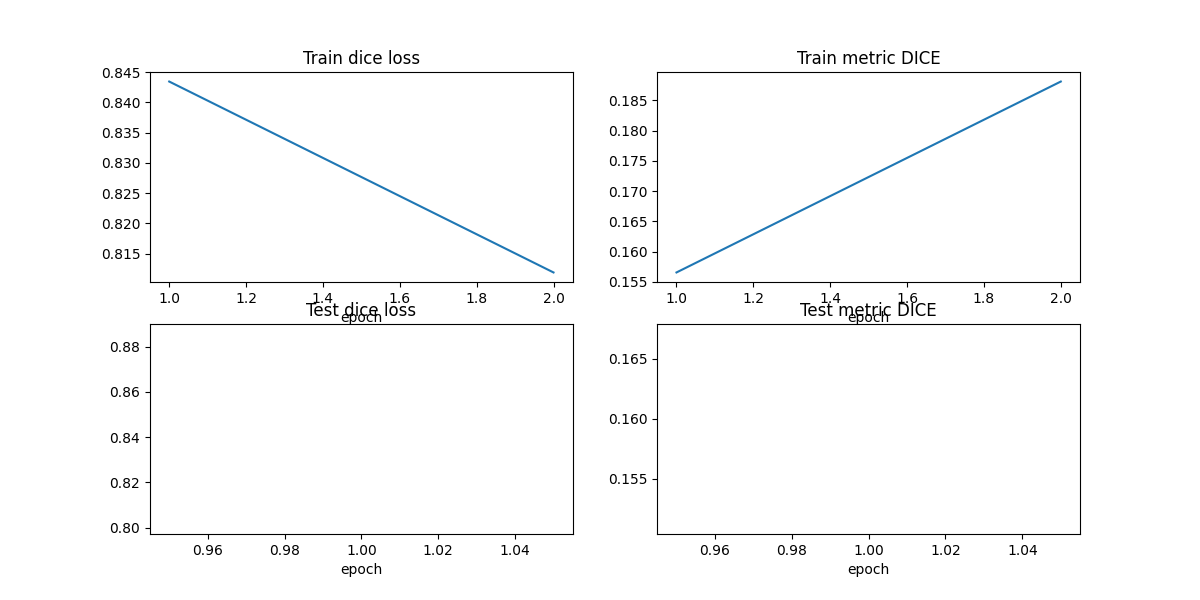 Train dice loss
Train metric DICE
0.845
0.840
0.835
0.830
0.825
0.820
0.815
1.0 1.2 1.4 1.6 1.8 2.0
epoch
0.185
0.180
0.175
0.170
0.165
0.160
0.155
1.0 1.2 1.4 1.6 1.8 2.0
epoch
Test dice loss
Test metric DICE
0.88
0.86
0.84
0.82
0.80
0.96 0.98 1.00 1.02 1.04
epoch
0.165
0.160
0.155
0.96 0.98 1.00 1.02 1.04
epoch